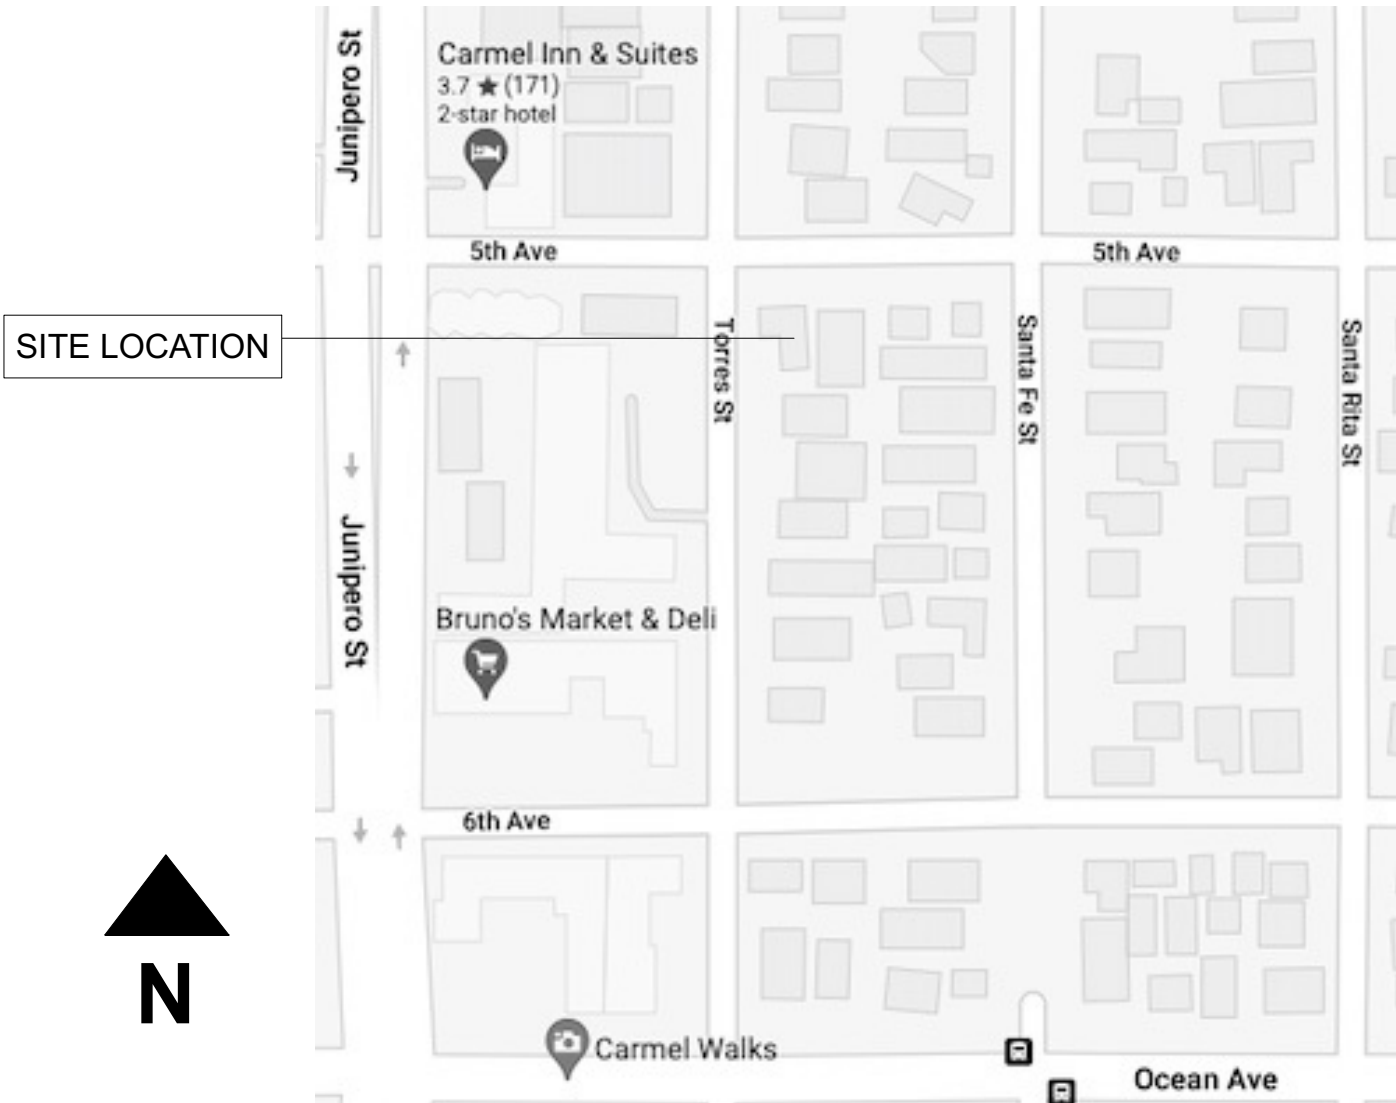 Junipero St
Carmel Inn & Suites
3.7 ★ (171)
2-star hotel
5th Ave
5th Ave
SITE LOCATION
Torres St
Santa Fe St
Santa Rita St
Junipero St
Bruno's Market & Deli
6th Ave
N
Carmel Walks
Ocean Ave